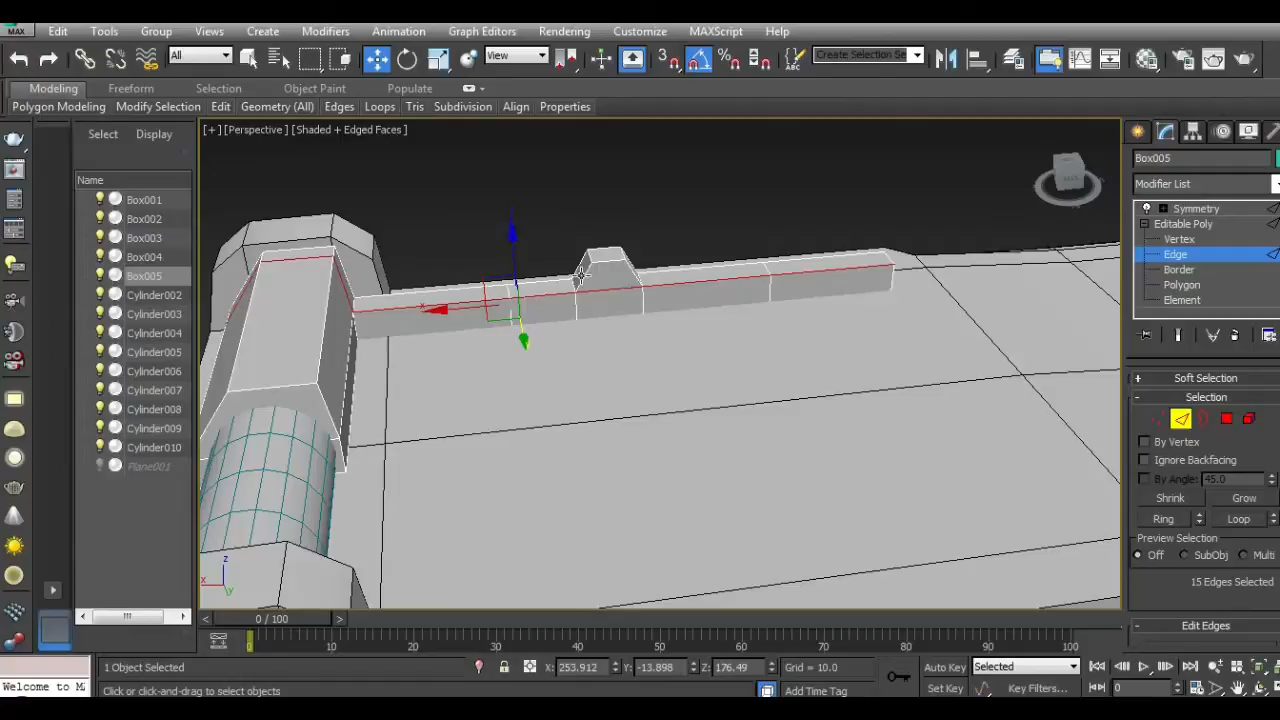 MAX Edit Tools Group Views Create Modifiers Animation Graph Editors Rendering Customize MAXScript Help
All View 3 Create Selection Se
Modeling Freeform Selection Object Paint Populate
Polygon Modeling Modify Selection Edit Geometry (All) Edges Loops Tris Subdivision Align Properties
Select Display
[+] [Perspective ] [Shaded + Edged Faces ]
Name
Box001
Box002
Box003
Box004
Box005
Cylinder002
Cylinder003
Cylinder004
Cylinder005
Cylinder006
Cylinder007
Cylinder008
Cylinder009
Cylinder010
Plane001
Box005
Modifier List
Symmetry
Editable Poly
Vertex
Edge
Border
Polygon
Element
+ Soft Selection
- Selection
By Vertex
Ignore Backfacing
By Angle: 45.0
Shrink Grow
Ring Loop
Preview Selection
Off SubObj Multi
15 Edges Selected
- Edit Edges
x
z
x y
< 0 / 100 >
0 10 20 30 40 50 60 70 80 90 100
1 Object Selected X: 253.912 Y: -13.898 Z: 176.49 Grid = 10.0 Auto Key Selected
Welcome to M Click or click-and-drag to select objects Add Time Tag Set Key Key Filters... 0